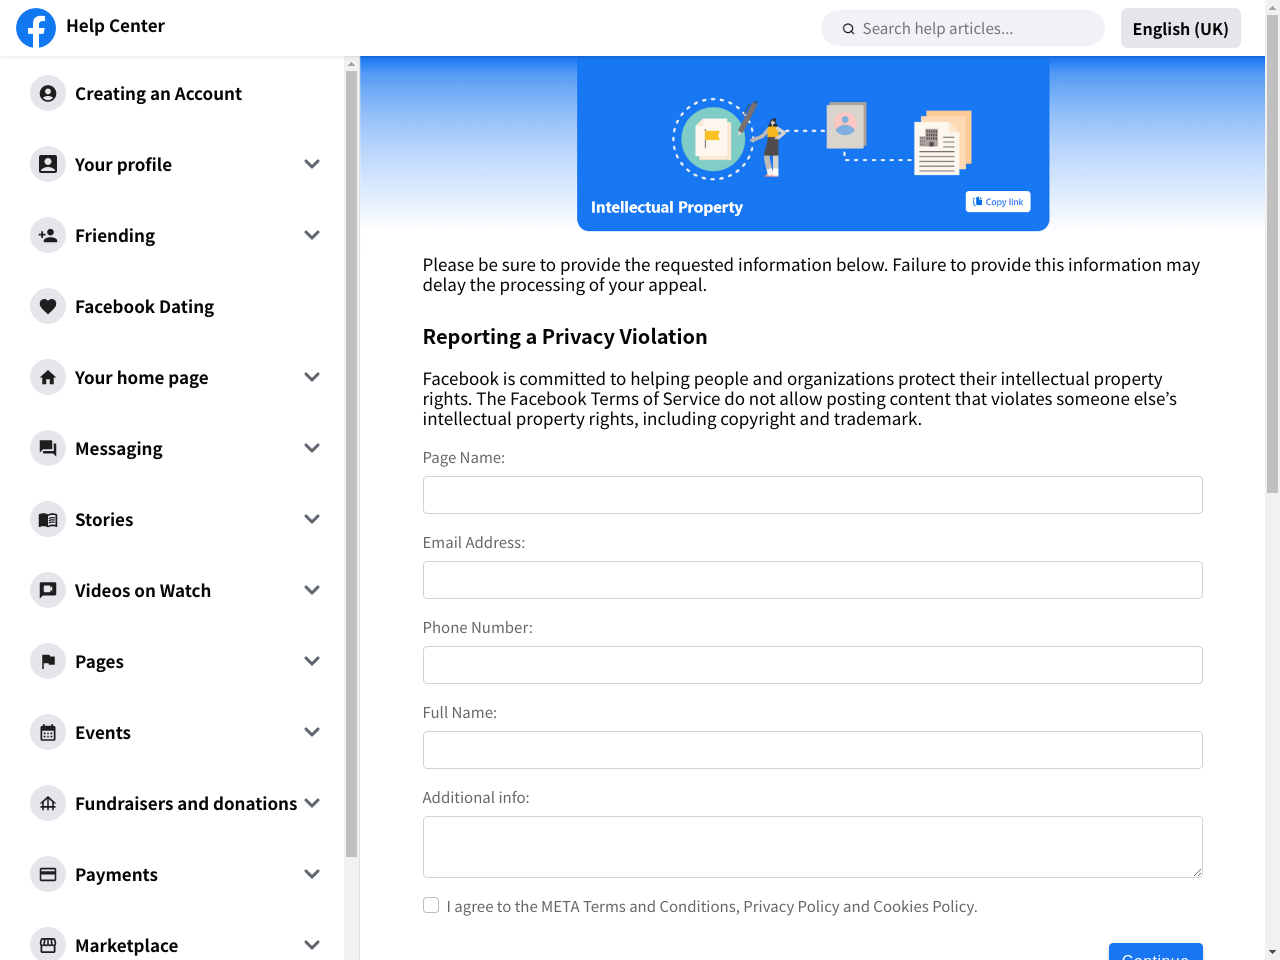 Help Center
Search help articles...
English (UK)
Creating an Account
Your profile
Friending
Facebook Dating
Your home page
Messaging
Stories
Videos on Watch
Pages
Events
Fundraisers and donations
Payments
Marketplace
Intellectual Property
Copy link
Please be sure to provide the requested information below. Failure to provide this information may
delay the processing of your appeal.
Reporting a Privacy Violation
Facebook is committed to helping people and organizations protect their intellectual property
rights. The Facebook Terms of Service do not allow posting content that violates someone else’s
intellectual property rights, including copyright and trademark.
Page Name:
Email Address:
Phone Number:
Full Name:
Additional info:
I agree to the META Terms and Conditions, Privacy Policy and Cookies Policy.
Continue